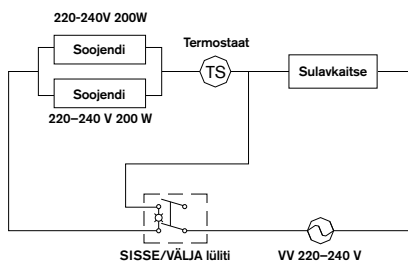 220-240V 200W
Soojendi
Termostaat
TS
Sulavkaitse
Soojendi
220–240 V 200 W
SISSE/VÄLJA lüliti
VV 220–240 V